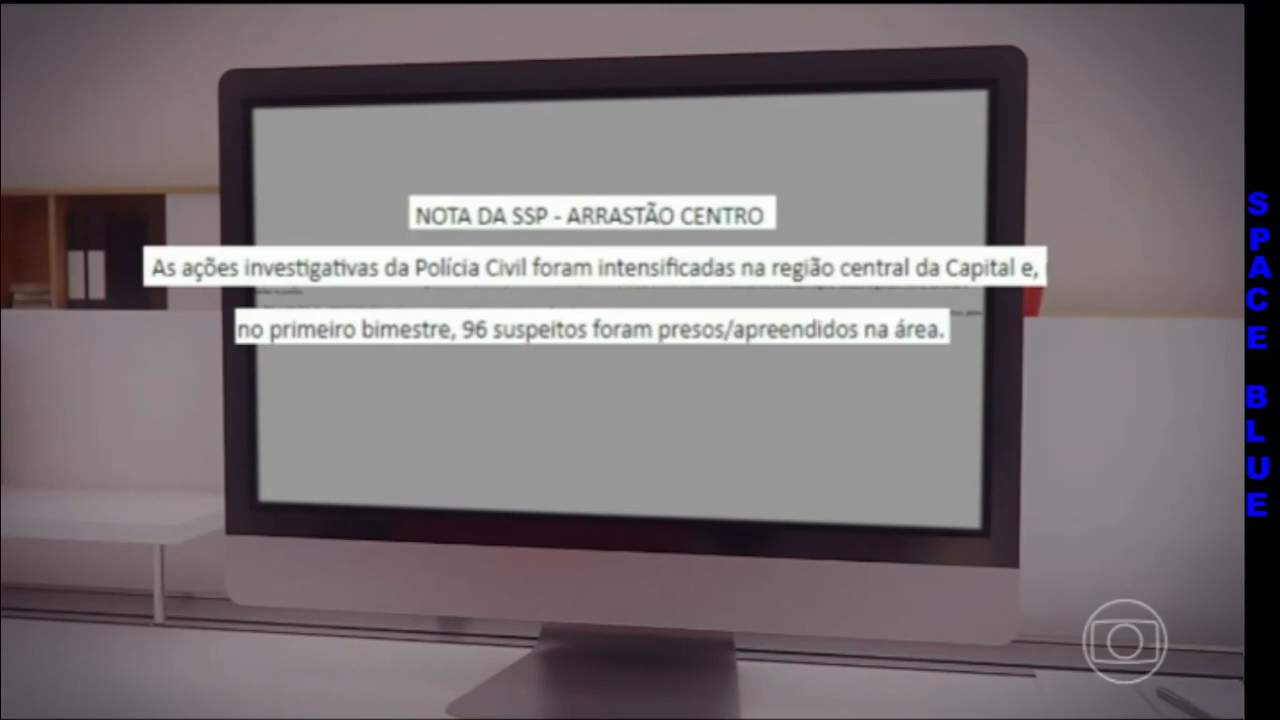 NOTA DA SSP - ARRASTÃO CENTRO
As ações investigativas da Polícia Civil foram intensificadas na região central da Capital e,
no primeiro bimestre, 96 suspeitos foram presos/apreendidos na área.
SPACE BLUE